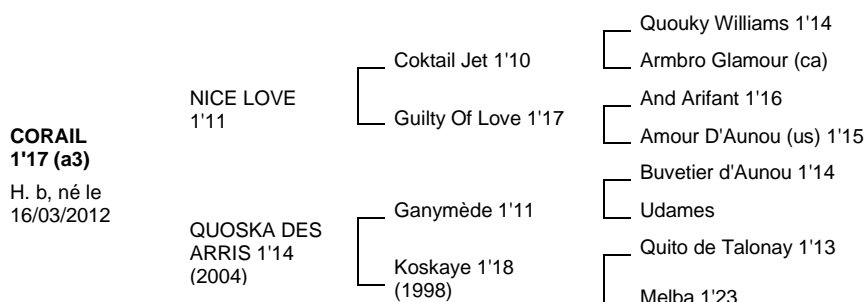 CORAIL
1'17 (a3)
H. b, né le
16/03/2012
NICE LOVE
1'11
QUOSKA DES
ARRIS 1'14
(2004)
Coktail Jet 1'10
Guilty Of Love 1'17
Ganymède 1'11
Koskaye 1'18
(1998)
Quouky Williams 1'14
Armbro Glamour (ca)
And Arifant 1'16
Amour D'Aunou (us) 1'15
Buvetier d'Aunou 1'14
Udames
Quito de Talonay 1'13
Melba 1'23